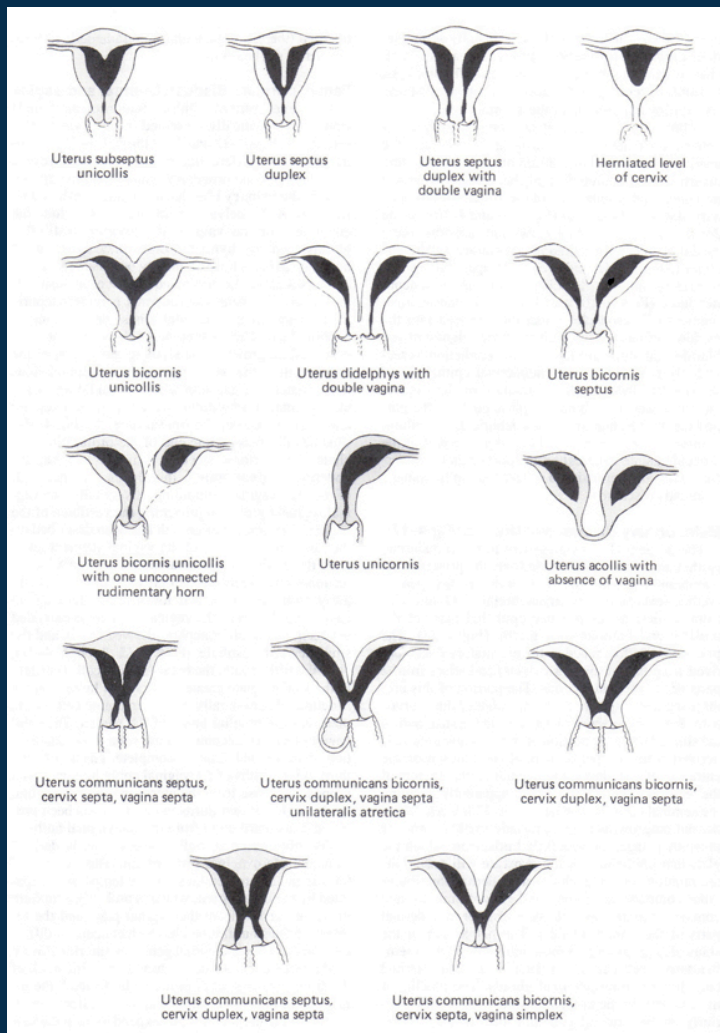 Uterus subseptus
unicollis
Uterus septus
duplex
Uterus septus
duplex with
double vagina
Herniated level
of cervix
Uterus bicornis
unicollis
Uterus didelphys with
double vagina
Uterus bicornis
septus
Uterus bicornis unicollis
with one unconnected
rudimentary horn
Uterus unicornis
Uterus acollis with
absence of vagina
Uterus communicans septus,
cervix septa, vagina septa
Uterus communicans bicornis,
cervix duplex, vagina septa
unilateralis atretica
Uterus communicans bicornis,
cervix duplex, vagina septa
Uterus communicans septus,
cervix duplex, vagina septa
Uterus communicans bicornis,
cervix septa, vagina simplex